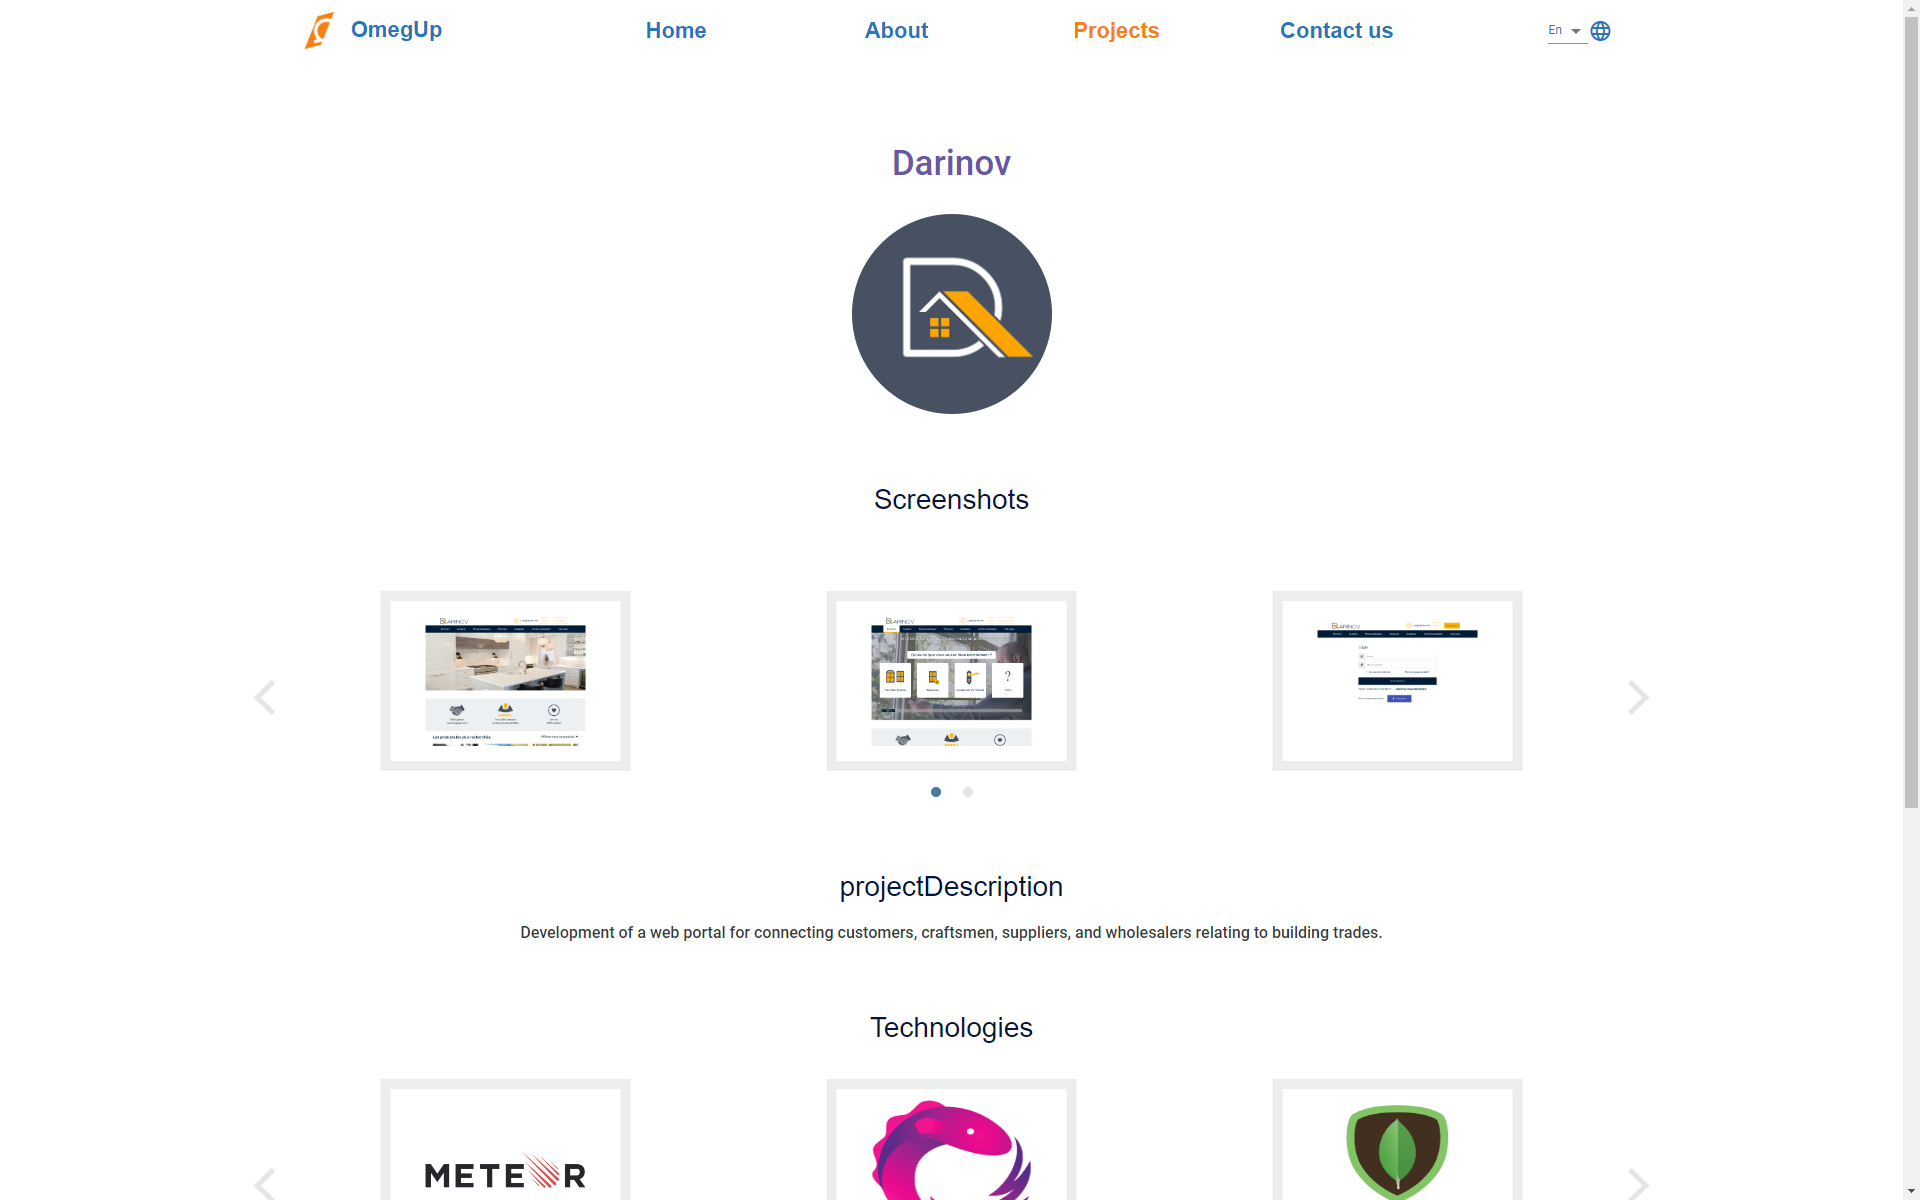 OmegUp
Home
About
Projects
Contact us
En
Darinov
Screenshots
projectDescription
Development of a web portal for connecting customers, craftsmen, suppliers, and wholesalers relating to building trades.
Technologies
METEOR